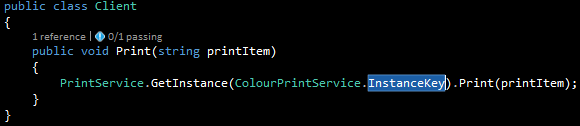 public class Client
{
1 reference | 0/1 passing
public void Print(string printItem)
{
PrintService.GetInstance(ColourPrintService.InstanceKey).Print(printItem);
}
}